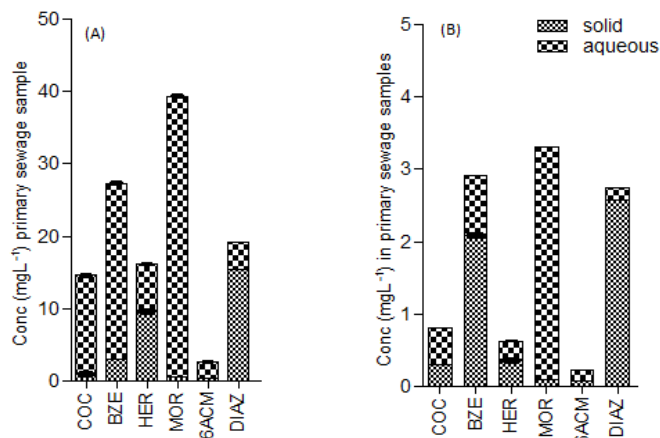 (A)
Conc (mgL⁻¹) primary sewage sample
50
40
30
20
10
0
COC
BZE
HER
MOR
6ACM
DIAZ
(B)
solid
aqueous
Conc (mgL⁻¹) in primary sewage samples
5
4
3
2
1
0
COC
BZE
HER
MOR
6ACM
DIAZ